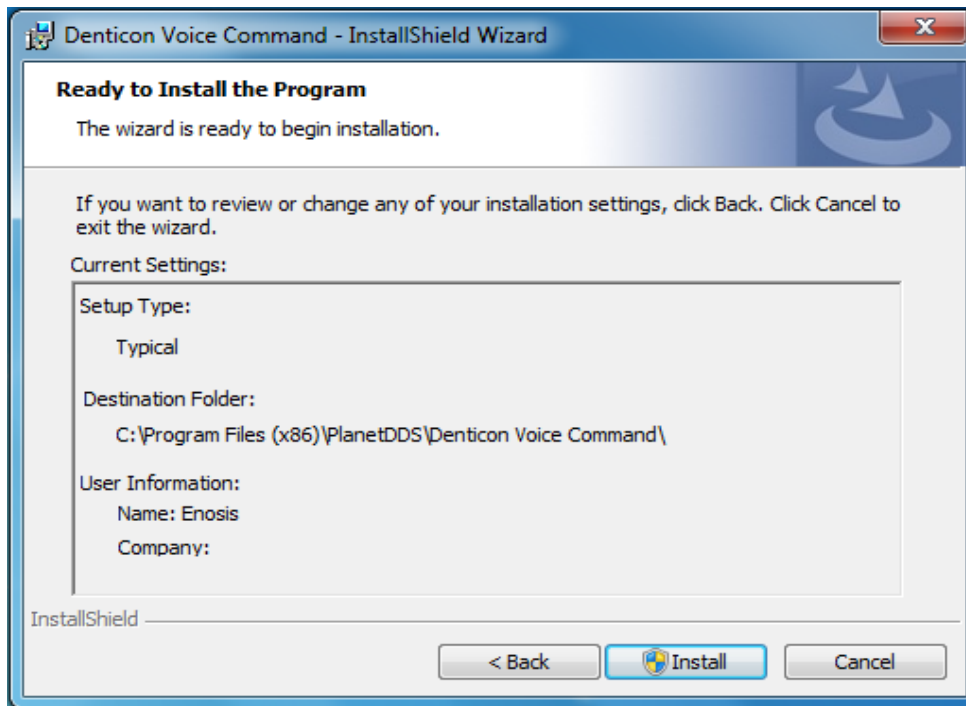 Denticon Voice Command - InstallShield Wizard
Ready to Install the Program
The wizard is ready to begin installation.
If you want to review or change any of your installation settings, click Back. Click Cancel to
exit the wizard.
Current Settings:
Setup Type:
Typical
Destination Folder:
C:\Program Files (x86)\PlanetDDS\Denticon Voice Command\
User Information:
Name: Enosis
Company:
InstallShield
< Back
Install
Cancel